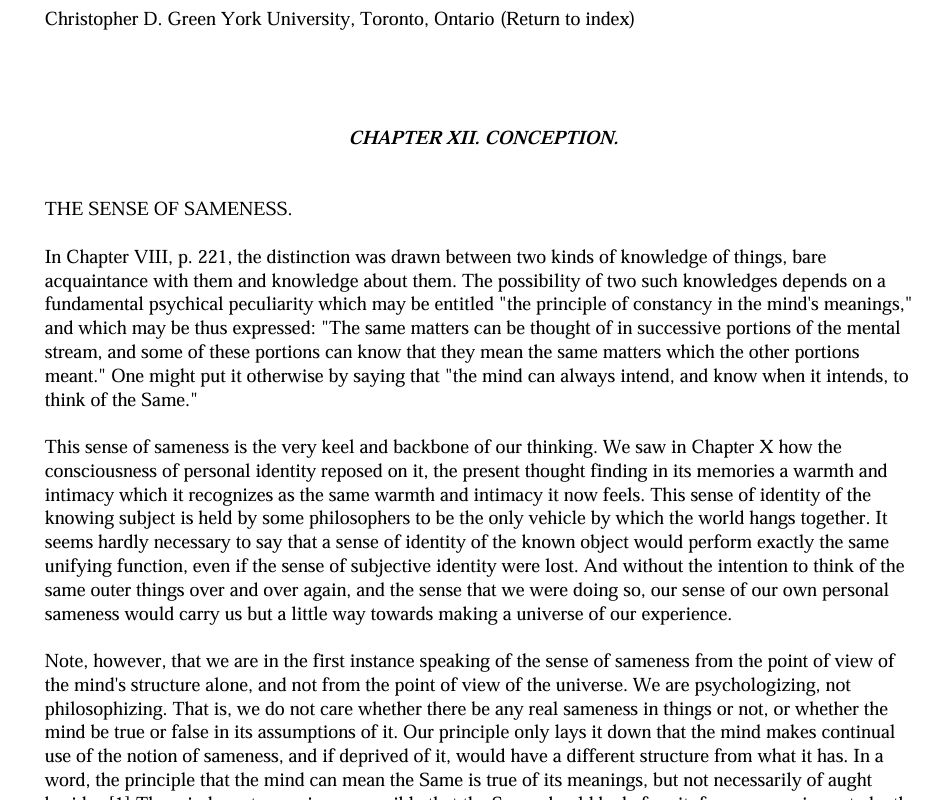 Christopher D. Green York University, Toronto, Ontario (Return to index)
CHAPTER XII. CONCEPTION.
THE SENSE OF SAMENESS.
In Chapter VIII, p. 221, the distinction was drawn between two kinds of knowledge of things, bare
acquaintance with them and knowledge about them. The possibility of two such knowledges depends on a
fundamental psychical peculiarity which may be entitled "the principle of constancy in the mind's meanings,"
and which may be thus expressed: "The same matters can be thought of in successive portions of the mental
stream, and some of these portions can know that they mean the same matters which the other portions
meant." One might put it otherwise by saying that "the mind can always intend, and know when it intends, to
think of the Same."
This sense of sameness is the very keel and backbone of our thinking. We saw in Chapter X how the
consciousness of personal identity reposed on it, the present thought finding in its memories a warmth and
intimacy which it recognizes as the same warmth and intimacy it now feels. This sense of identity of the
knowing subject is held by some philosophers to be the only vehicle by which the world hangs together. It
seems hardly necessary to say that a sense of identity of the known object would perform exactly the same
unifying function, even if the sense of subjective identity were lost. And without the intention to think of the
same outer things over and over again, and the sense that we were doing so, our sense of our own personal
sameness would carry us but a little way towards making a universe of our experience.
Note, however, that we are in the first instance speaking of the sense of sameness from the point of view of
the mind's structure alone, and not from the point of view of the universe. We are psychologizing, not
philosophizing. That is, we do not care whether there be any real sameness in things or not, or whether the
mind be true or false in its assumptions of it. Our principle only lays it down that the mind makes continual
use of the notion of sameness, and if deprived of it, would have a different structure from what it has. In a
word, the principle that the mind can mean the Same is true of its meanings, but not necessarily of aught